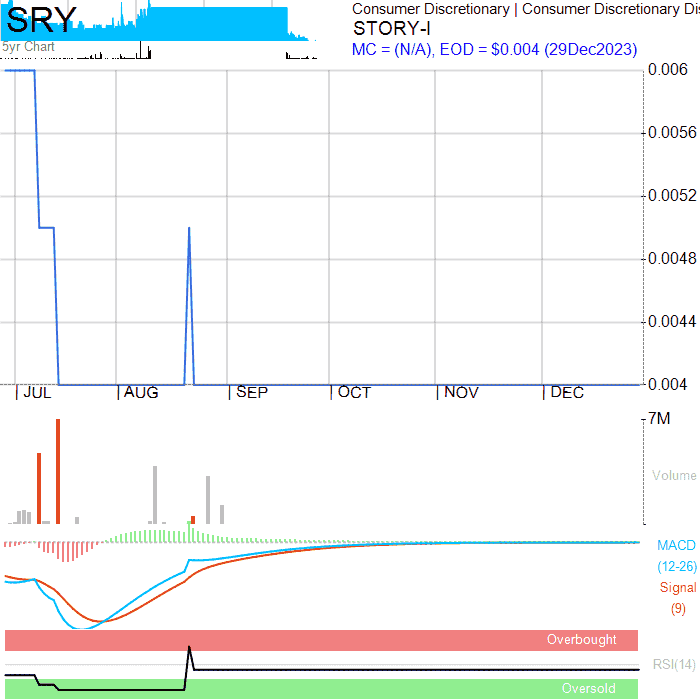 SRY
5yr Chart
Consumer Discretionary | Consumer Discretionary Dis
STORY-I
MC = (N/A), EOD = $0.004 (29Dec2023)
0.006
0.0056
0.0052
0.0048
0.0044
0.004
JUL AUG SEP OCT NOV DEC
7M
Volume
MACD
(12-26)
Signal
(9)
Overbought
RSI(14)
Oversold